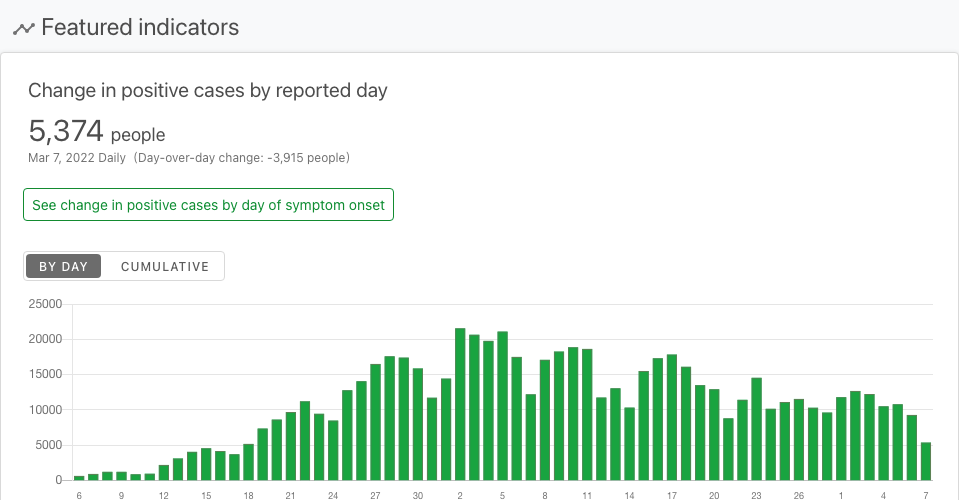 Featured indicators
Change in positive cases by reported day
5,374 people
Mar 7, 2022 Daily (Day-over-day change: -3,915 people)
See change in positive cases by day of symptom onset
BY DAY CUMULATIVE
25000
20000
15000
10000
5000
0
6 9 12 15 18 21 24 27 30 2 5 8 11 14 17 20 23 26 1 4 7